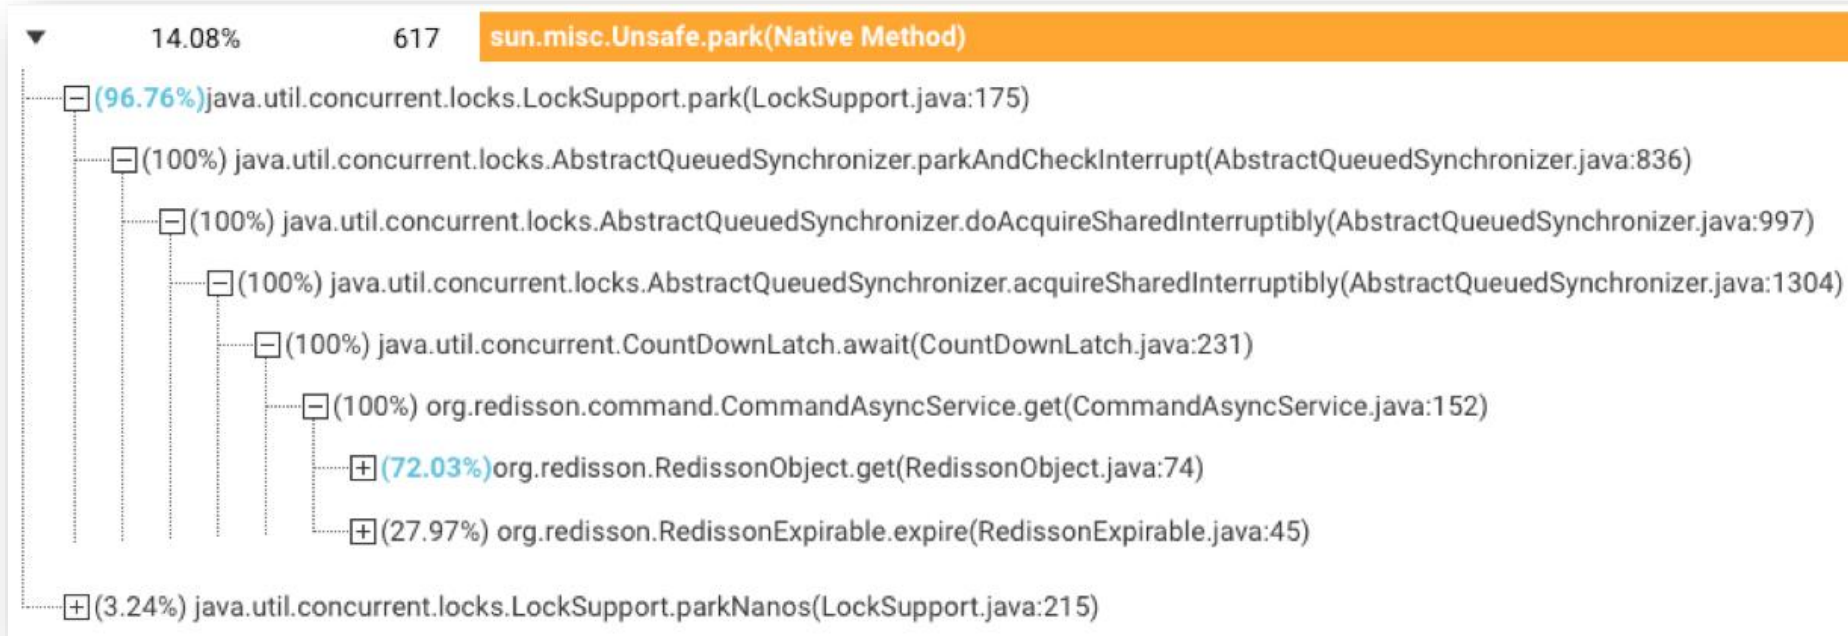 14.08% 617 sun.misc.Unsafe.park(Native Method)
(96.76%)java.util.concurrent.locks.LockSupport.park(LockSupport.java:175)
(100%) java.util.concurrent.locks.AbstractQueuedSynchronizer.parkAndCheckInterrupt(AbstractQueuedSynchronizer.java:836)
(100%) java.util.concurrent.locks.AbstractQueuedSynchronizer.doAcquireSharedInterruptibly(AbstractQueuedSynchronizer.java:997)
(100%) java.util.concurrent.locks.AbstractQueuedSynchronizer.acquireSharedInterruptibly(AbstractQueuedSynchronizer.java:1304)
(100%) java.util.concurrent.CountDownLatch.await(CountDownLatch.java:231)
(100%) org.redisson.command.CommandAsyncService.get(CommandAsyncService.java:152)
(72.03%)org.redisson.RedissonObject.get(RedissonObject.java:74)
(27.97%) org.redisson.RedissonExpirable.expire(RedissonExpirable.java:45)
(3.24%) java.util.concurrent.locks.LockSupport.parkNanos(LockSupport.java:215)